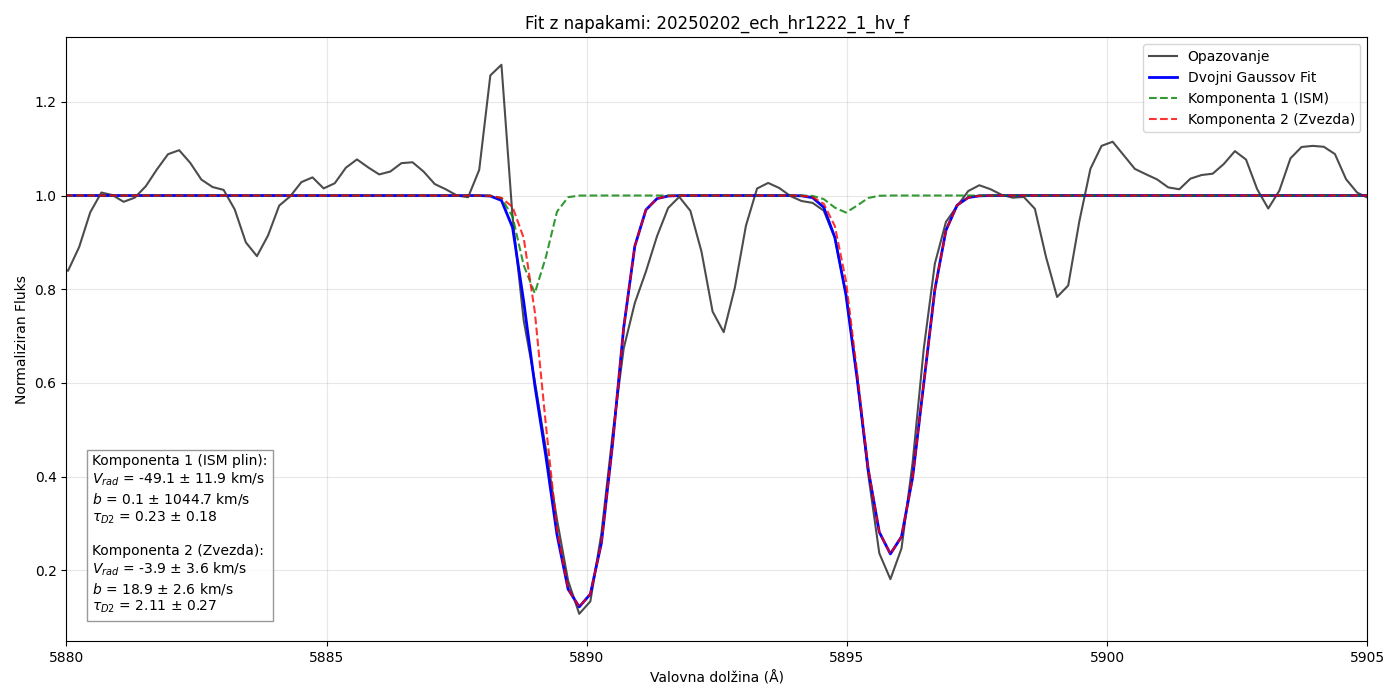 Fit z napakami: 20250202_ech_hr1222_1_hv_f
Opazovanje
Dvojni Gaussov Fit
Komponenta 1 (ISM)
Komponenta 2 (Zvezda)
Normaliziran Fluks
1.2
1.0
0.8
0.6
0.4
0.2
Komponenta 1 (ISM plin):
V_rad = -49.1 ± 11.9 km/s
b = 0.1 ± 1044.7 km/s
τ_D2 = 0.23 ± 0.18
Komponenta 2 (Zvezda):
V_rad = -3.9 ± 3.6 km/s
b = 18.9 ± 2.6 km/s
τ_D2 = 2.11 ± 0.27
5880 5885 5890 5895 5900 5905
Valovna dolžina (Å)